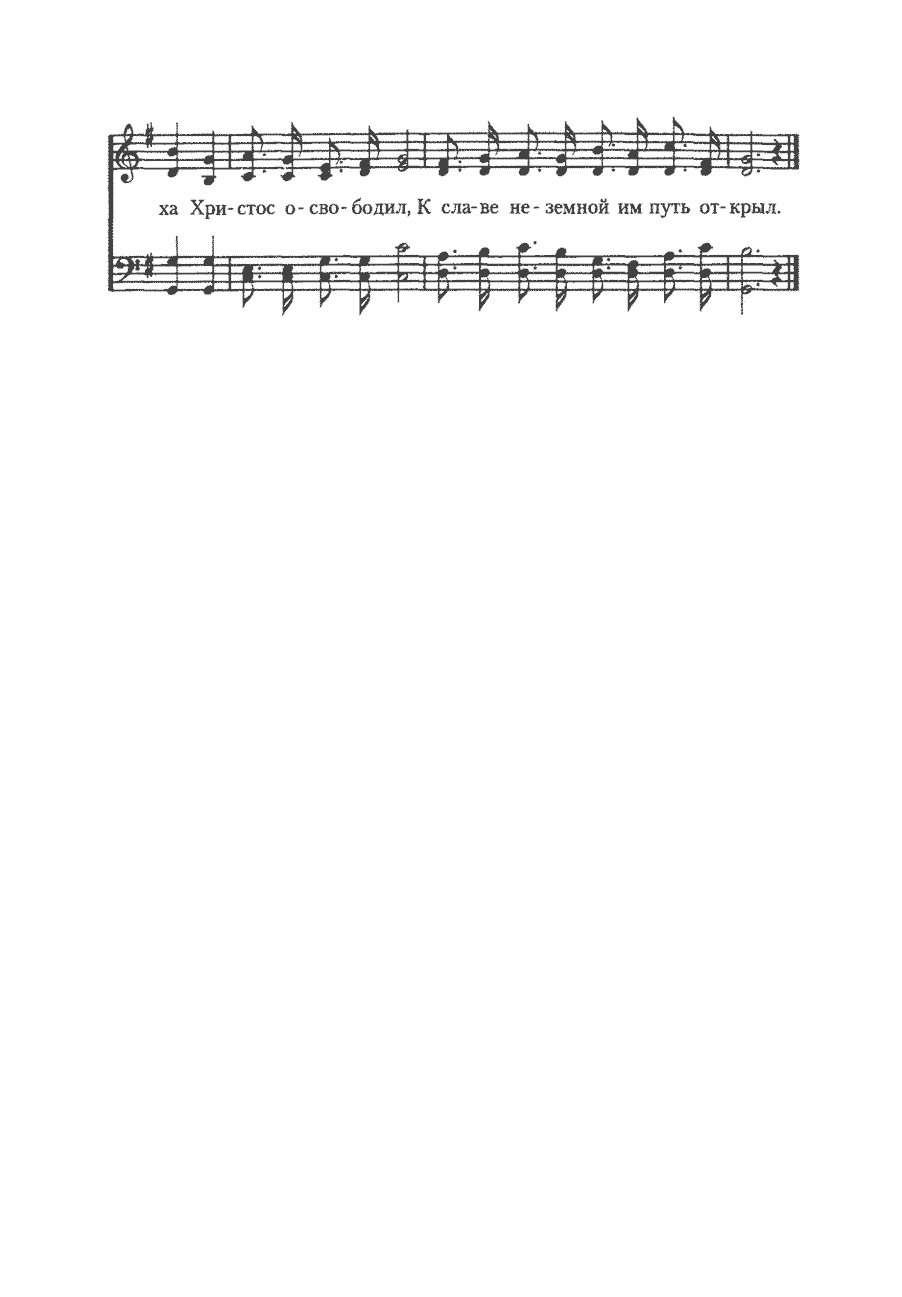 ха Хри-стос о-сво-бодил, К сла-ве не-земной им путь от-крыл.